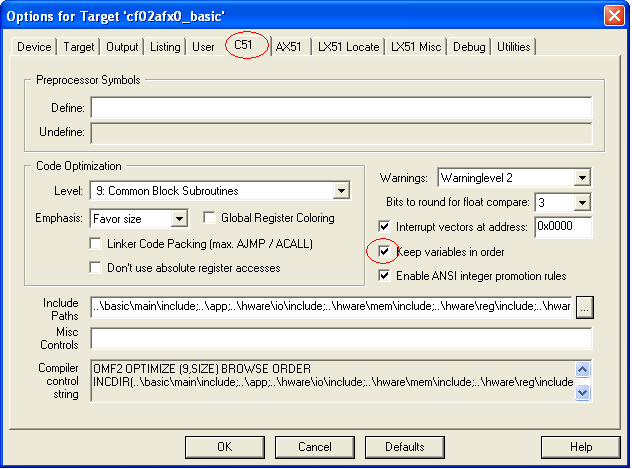 Options for Target 'cf02afx0_basic'
Device Target Output Listing User C51 AX51 LX51 Locate LX51 Misc Debug Utilities
Preprocessor Symbols
Define:
Undefine:
Code Optimization
Level: 9: Common Block Subroutines
Emphasis: Favor size Global Register Coloring
Linker Code Packing (max. AJMP / ACALL)
Don't use absolute register accesses
Warnings: Warninglevel 2
Bits to round for float compare: 3
Interrupt vectors at address: 0x0000
Keep variables in order
Enable ANSI integer promotion rules
Include Paths ..\basic\main\include;..\app;..\hware\io\include;..\hware\mem\include;..\hware\reg\include;..\hwar ...
Misc Controls
Compiler control string
OMF2 OPTIMIZE (9,SIZE) BROWSE ORDER
INCDIR(..\basic\main\include;..\app;..\hware\io\include;..\hware\mem\include;..\hware\reg\include
OK Cancel Defaults Help